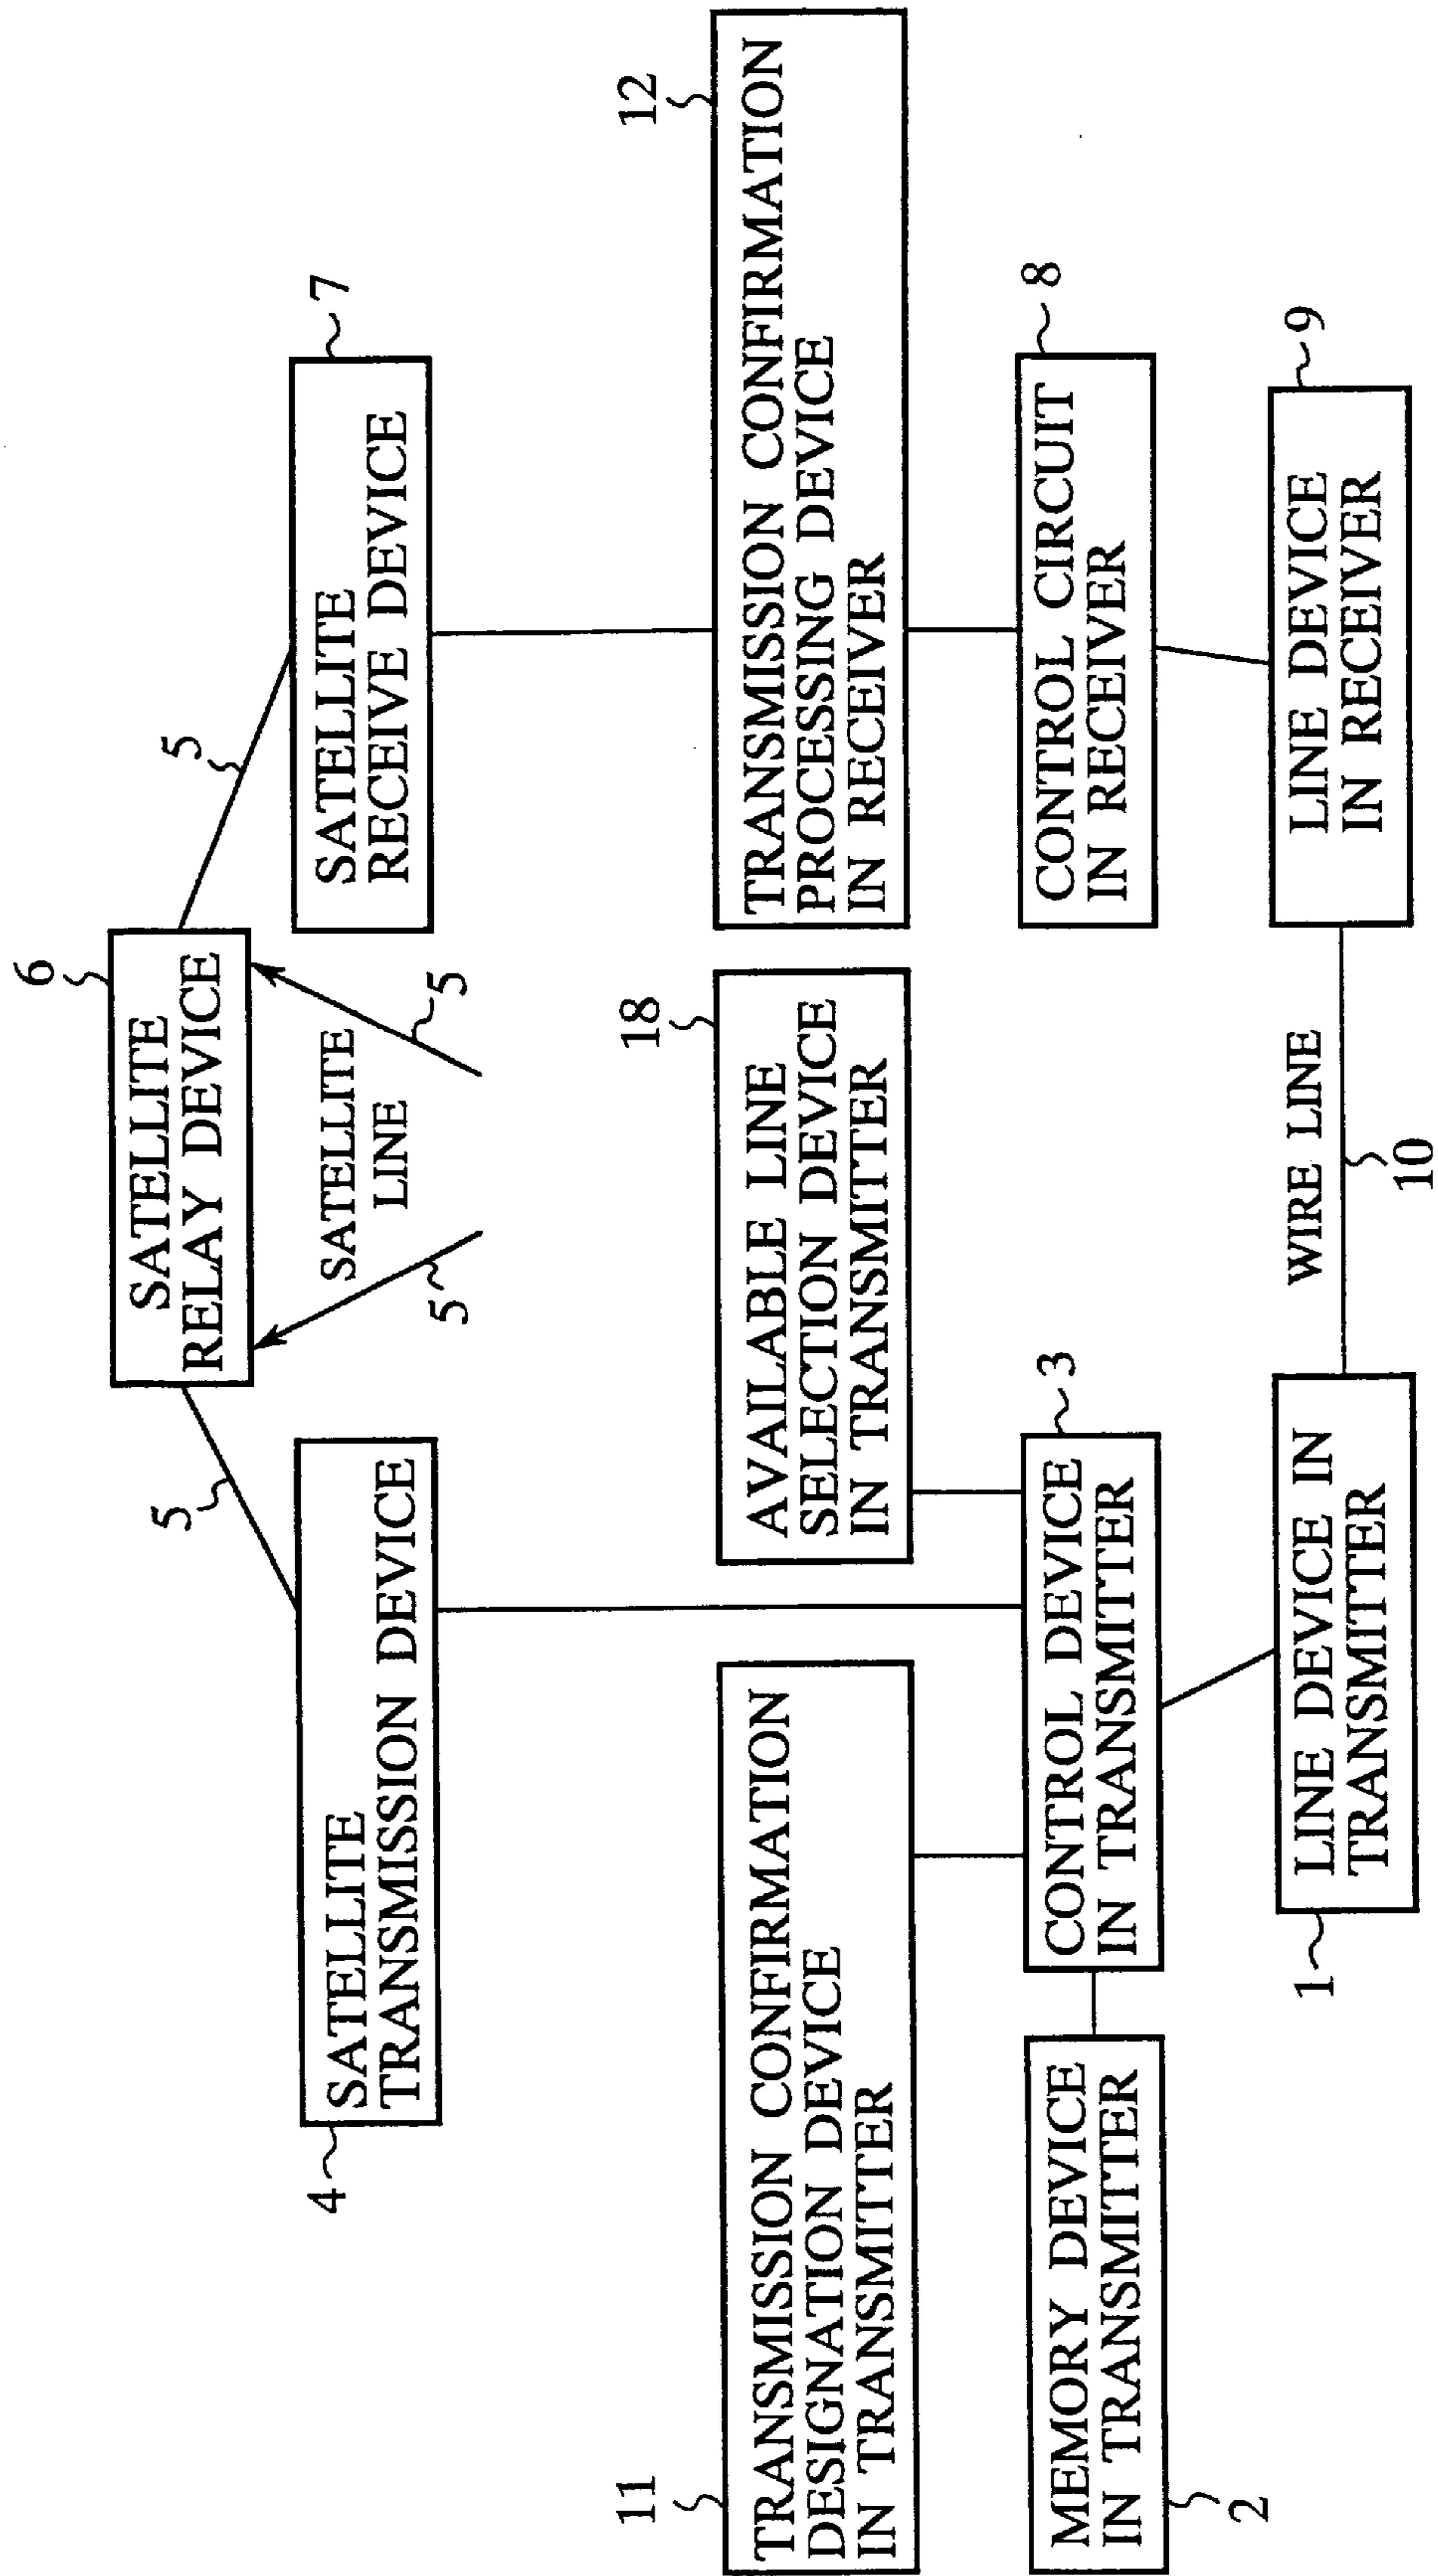 6
SATELLITE
RELAY DEVICE
5
5
SATELLITE
LINE
5
5
4
SATELLITE
TRANSMISSION DEVICE
SATELLITE
RECEIVE DEVICE
7
11
TRANSMISSION CONFIRMATION
DESIGNATION DEVICE
IN TRANSMITTER
18
AVAILABLE LINE
SELECTION DEVICE
IN TRANSMITTER
12
TRANSMISSION CONFIRMATION
PROCESSING DEVICE
IN RECEIVER
MEMORY DEVICE
IN TRANSMITTER
2
CONTROL DEVICE
IN TRANSMITTER
3
CONTROL CIRCUIT
IN RECEIVER
8
1
LINE DEVICE IN
TRANSMITTER
WIRE LINE
10
LINE DEVICE
IN RECEIVER
9